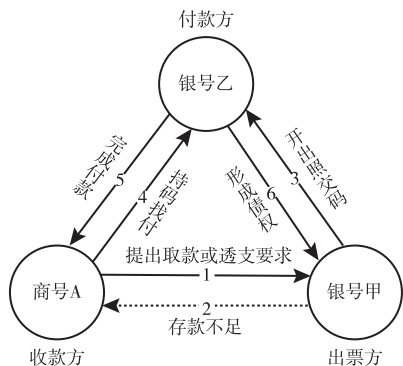 付款方
银号乙
完成付款
5
持码找付
4
形成债权
6
开出照交码
3
提出取款或透支要求
1
商号A
银号甲
2
存款不足
收款方
出票方